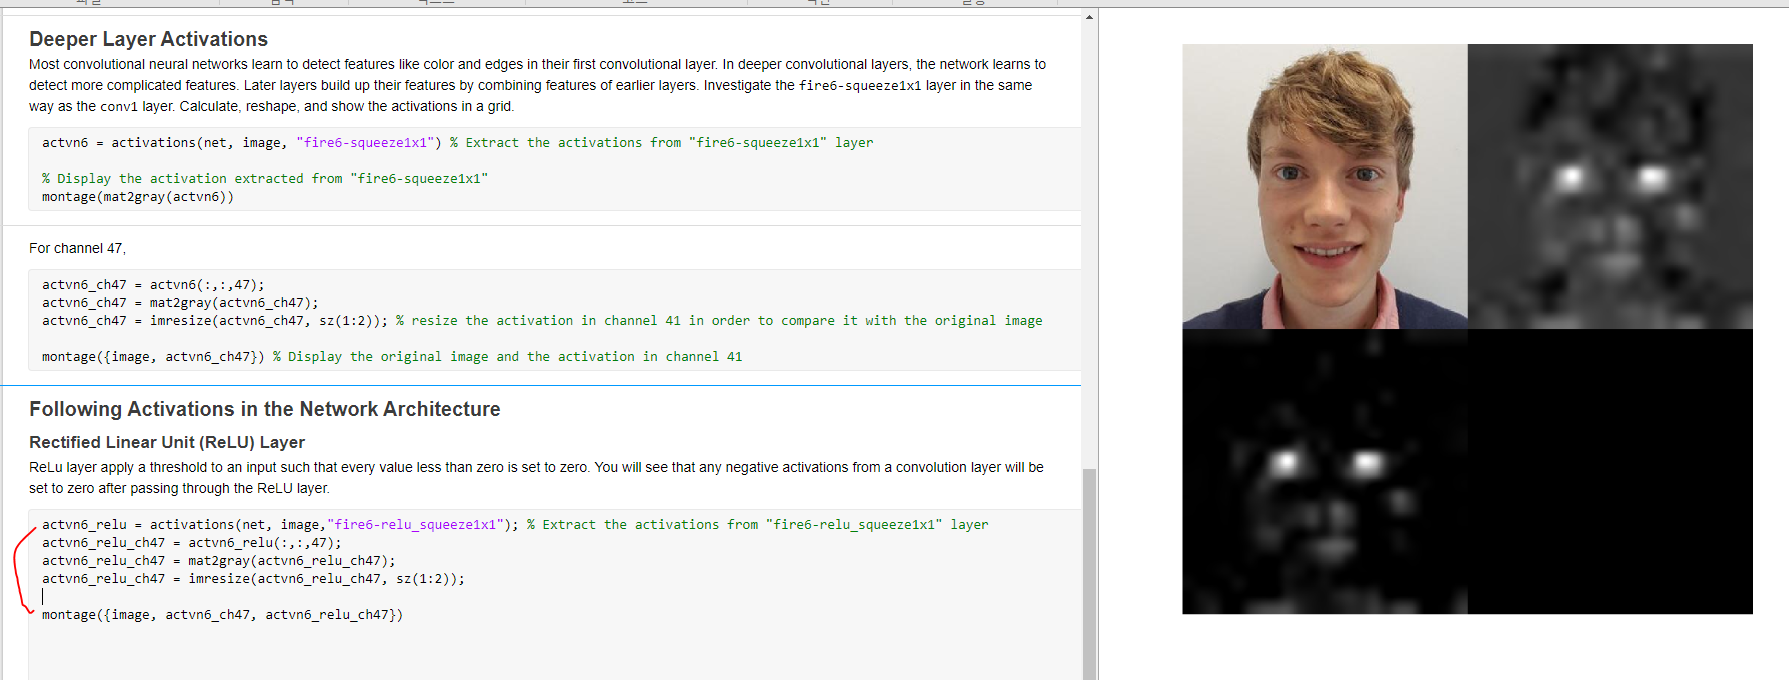 Deeper Layer Activations
Most convolutional neural networks learn to detect features like color and edges in their first convolutional layer. In deeper convolutional layers, the network learns to
detect more complicated features. Later layers build up their features by combining features of earlier layers. Investigate the fire6-squeeze1x1 layer in the same
way as the conv1 layer. Calculate, reshape, and show the activations in a grid.
actvn6 = activations(net, image, "fire6-squeeze1x1") % Extract the activations from "fire6-squeeze1x1" layer
% Display the activation extracted from "fire6-squeeze1x1"
montage(mat2gray(actvn6))
For channel 47,
actvn6_ch47 = actvn6(:,:,47);
actvn6_ch47 = mat2gray(actvn6_ch47);
actvn6_ch47 = imresize(actvn6_ch47, sz(1:2)); % resize the activation in channel 41 in order to compare it with the original image
montage({image, actvn6_ch47}) % Display the original image and the activation in channel 41
Following Activations in the Network Architecture
Rectified Linear Unit (ReLU) Layer
ReLu layer apply a threshold to an input such that every value less than zero is set to zero. You will see that any negative activations from a convolution layer will be
set to zero after passing through the ReLU layer.
actvn6_relu = activations(net, image,"fire6-relu_squeeze1x1"); % Extract the activations from "fire6-relu_squeeze1x1" layer
actvn6_relu_ch47 = actvn6_relu(:,:,47);
actvn6_relu_ch47 = mat2gray(actvn6_relu_ch47);
actvn6_relu_ch47 = imresize(actvn6_relu_ch47, sz(1:2));
montage({image, actvn6_ch47, actvn6_relu_ch47})